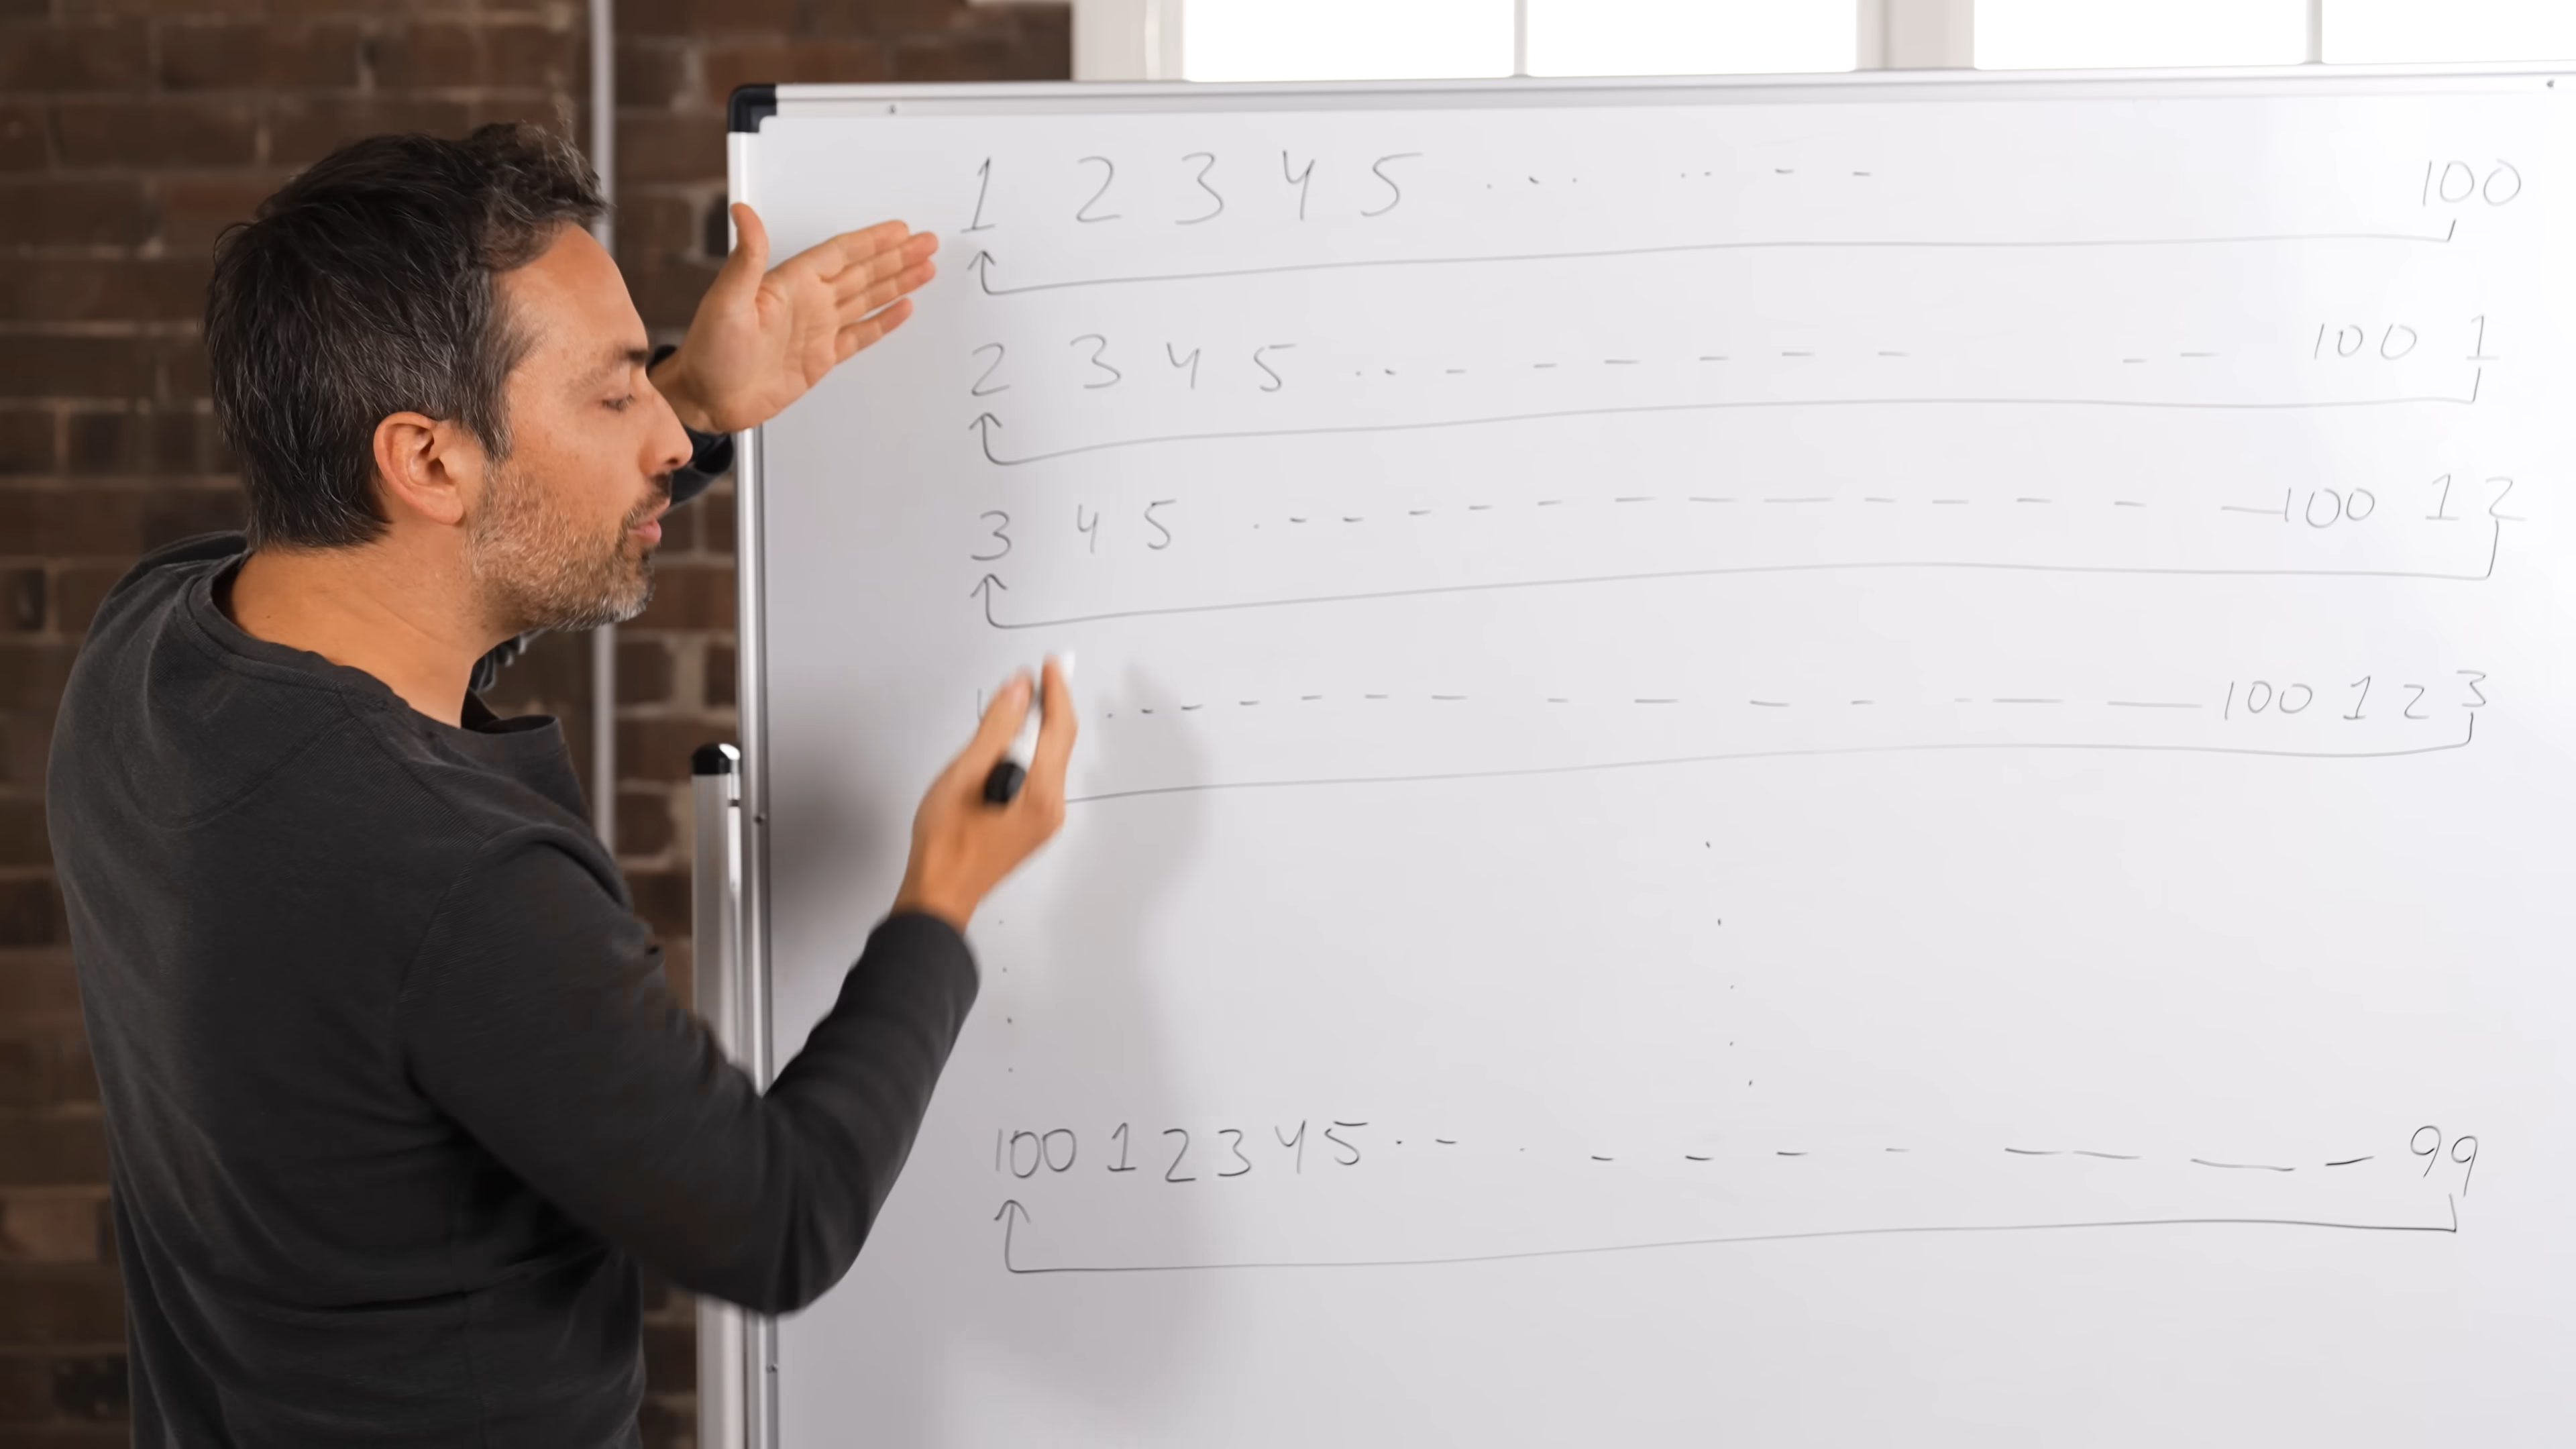 1 2 3 4 5 ... .. - - 100
2 3 4 5 .. - - - - - - - - 100 1
3 4 5 . - - - - - - - - - - - - - 100 1 2
. - - - - - - - - - - - - 100 1 2 3
100 1 2 3 4 5 . - . - - - - - - - - 99